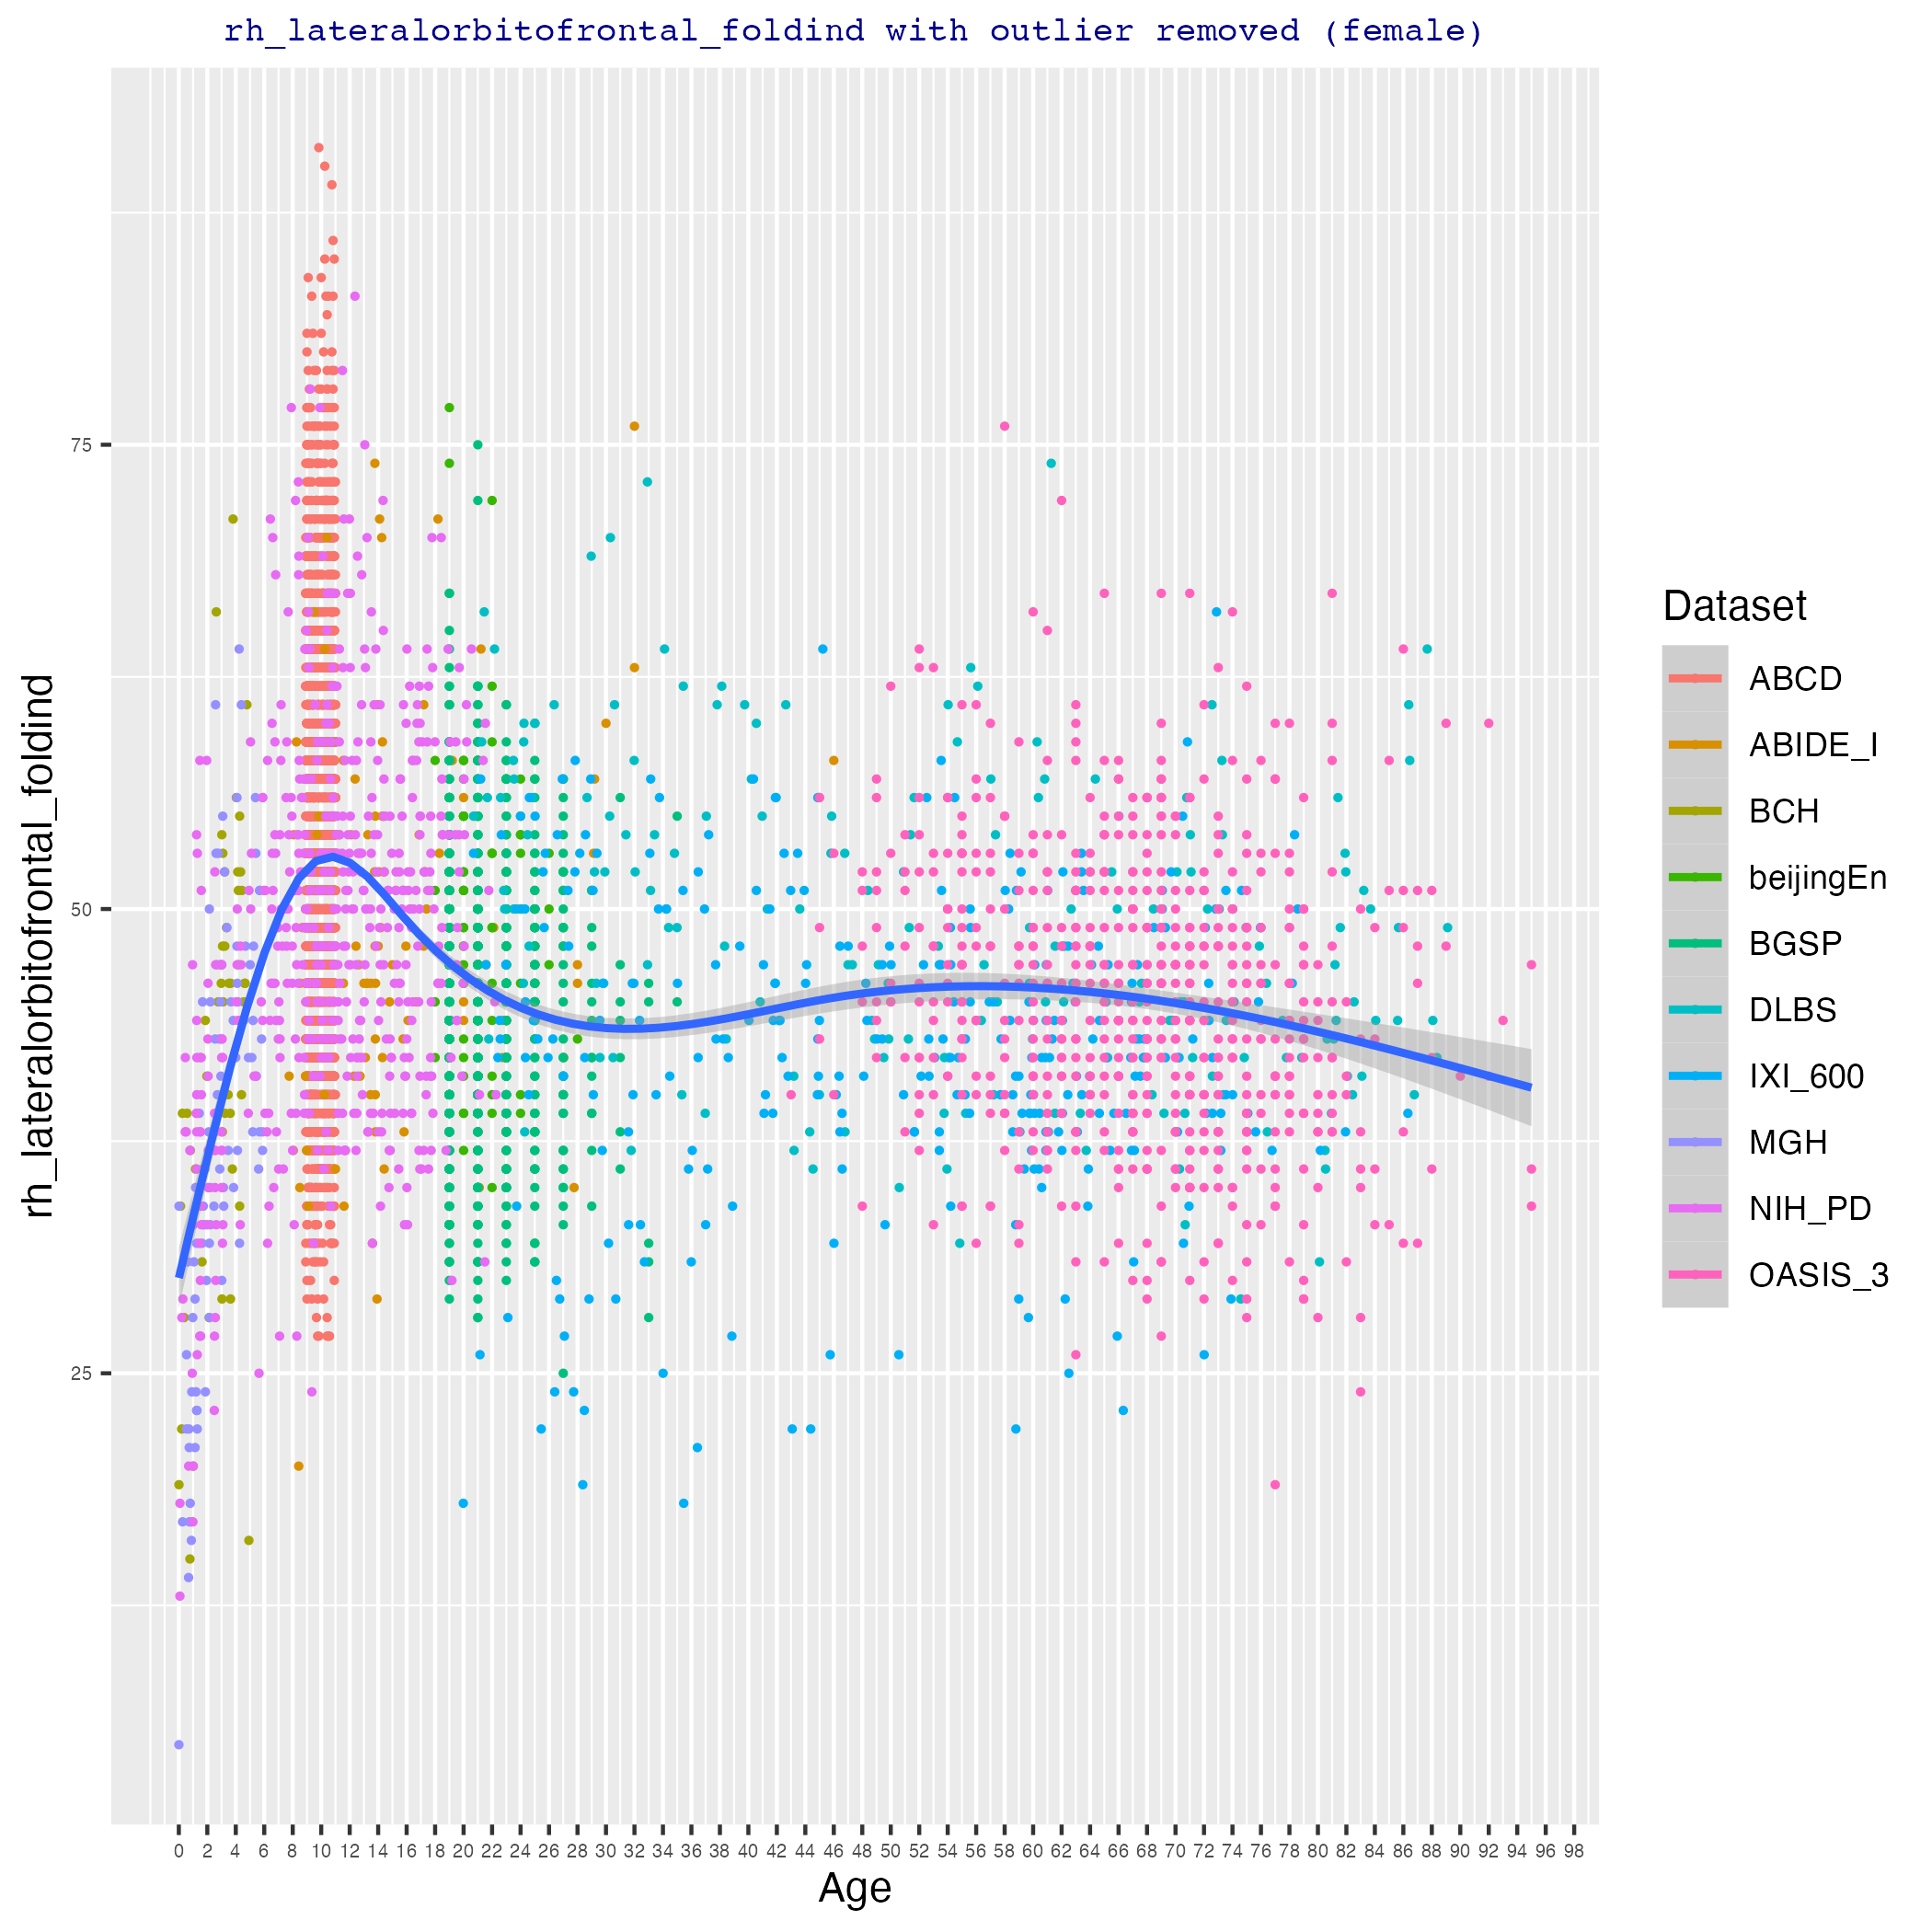 rh_lateralorbitofrontal_foldind with outlier removed (female)
rh_lateralorbitofrontal_foldind
75
50
25
0 2 4 6 8 10 12 14 16 18 20 22 24 26 28 30 32 34 36 38 40 42 44 46 48 50 52 54 56 58 60 62 64 66 68 70 72 74 76 78 80 82 84 86 88 90 92 94 96 98
Age
Dataset
ABCD
ABIDE_I
BCH
beijingEn
BGSP
DLBS
IXI_600
MGH
NIH_PD
OASIS_3